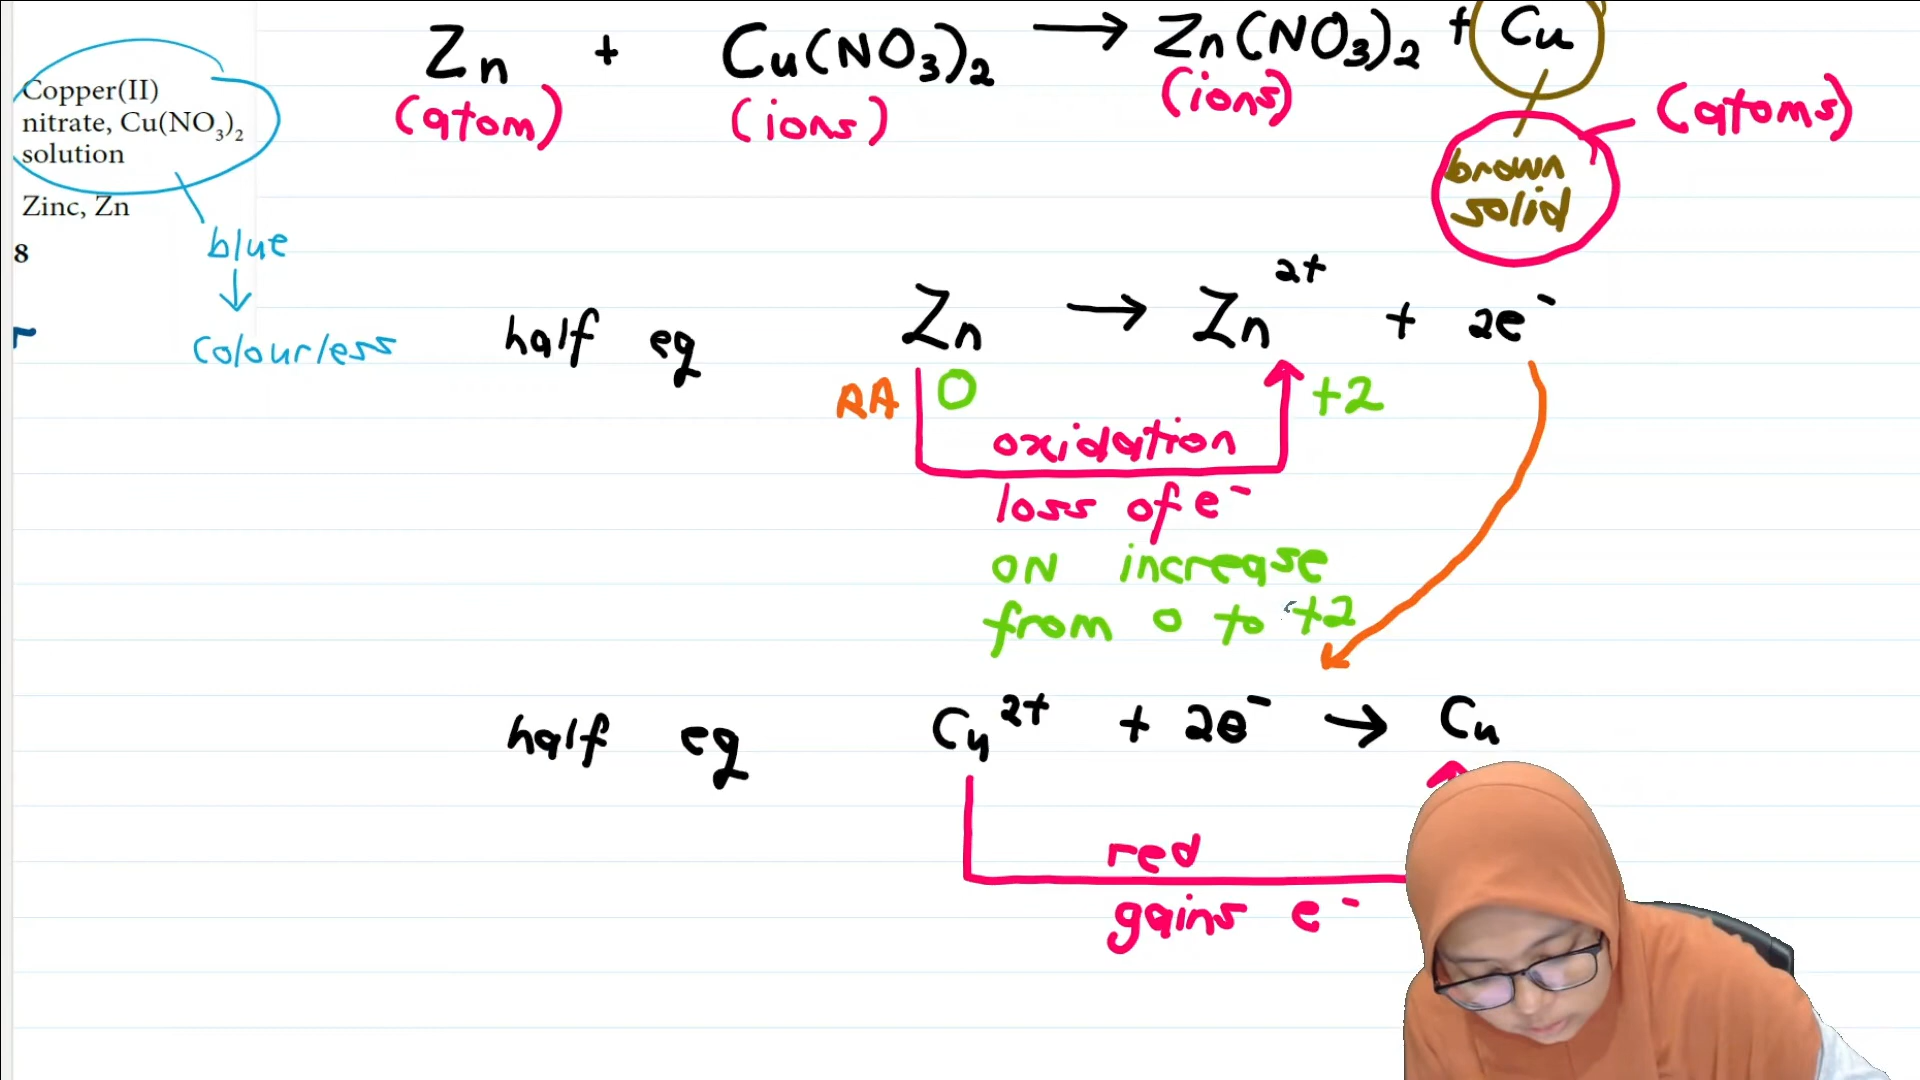 Zn + Cu(NO₃)₂ → Zn(NO₃)₂ + Cu
(atom) (ions) (ions) (atoms)
brown
solid
Copper(II)
nitrate, Cu(NO₃)₂
solution
Zinc, Zn
8
blue
↓
colourless
half eq Zn → Zn²⁺ + 2e⁻
RA 0 +2
oxidation
loss of e⁻
ON increase
from 0 to +2
half eq Cu²⁺ + 2e⁻ → Cu
red
gains e⁻